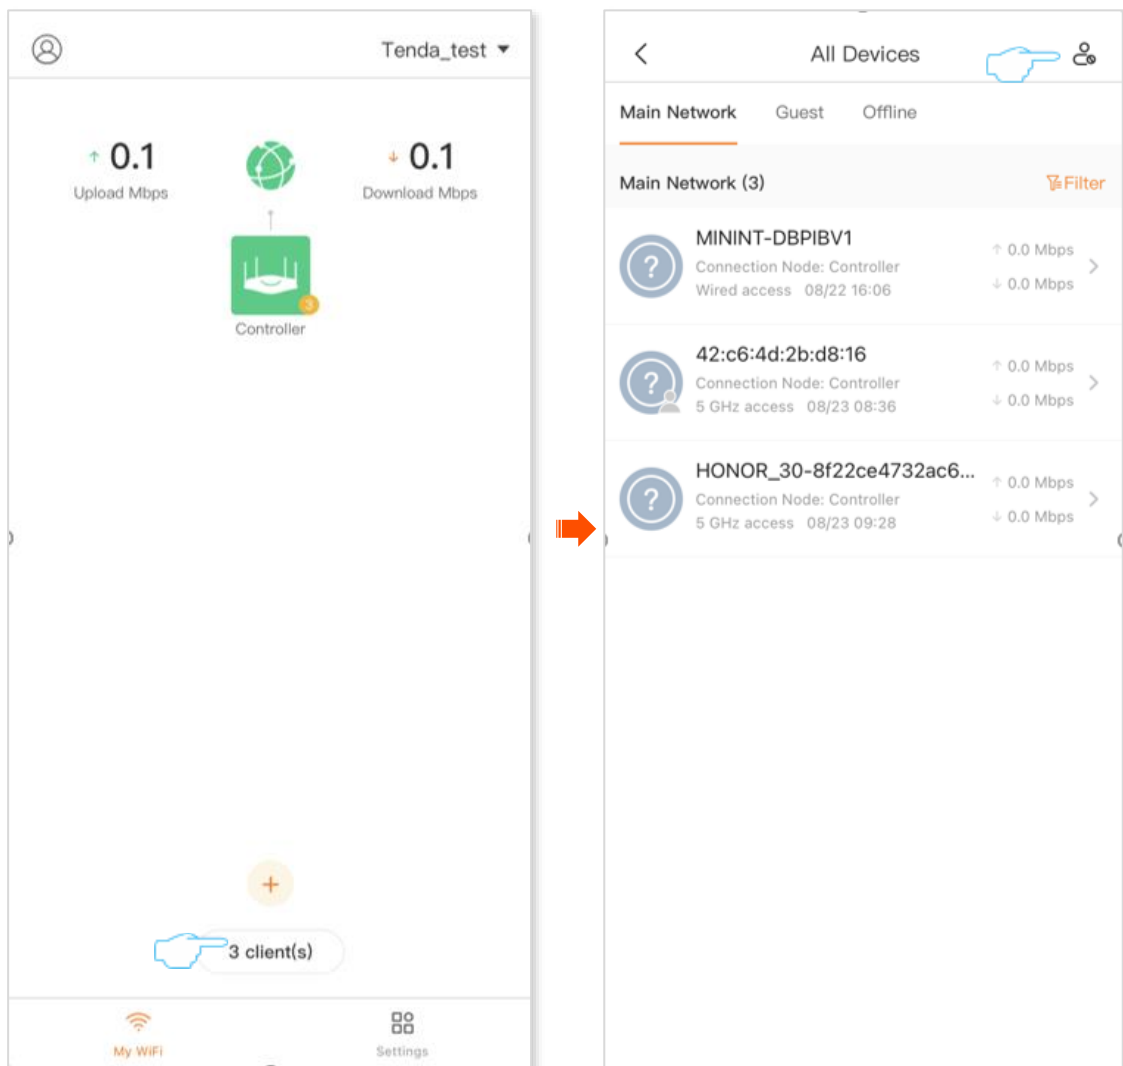 Tenda_test
0.1
Upload Mbps
0.1
Download Mbps
3
Controller
3 client(s)
My WiFi
Settings
All Devices
Main Network Guest Offline
Main Network (3) Filter
MININT-DBPIBV1
Connection Node: Controller
Wired access 08/22 16:06
↑ 0.0 Mbps
↓ 0.0 Mbps
42:c6:4d:2b:d8:16
Connection Node: Controller
5 GHz access 08/23 08:36
↑ 0.0 Mbps
↓ 0.0 Mbps
HONOR_30-8f22ce4732ac6...
Connection Node: Controller
5 GHz access 08/23 09:28
↑ 0.0 Mbps
↓ 0.0 Mbps